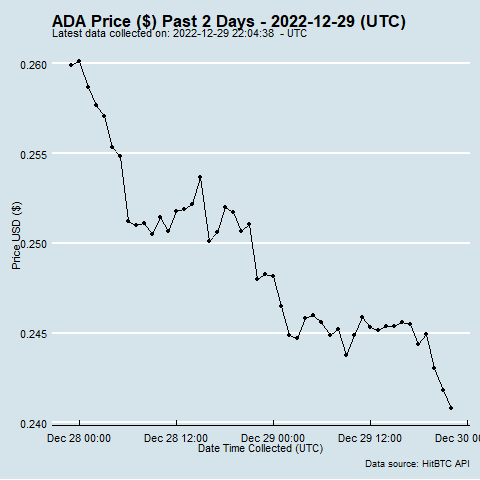 ADA Price ($) Past 2 Days - 2022-12-29 (UTC)
Latest data collected on: 2022-12-29 22:04:38 - UTC
0.260
0.255
0.250
0.245
0.240
Price USD ($)
Dec 28 00:00 Dec 28 12:00 Dec 29 00:00 Dec 29 12:00 Dec 30 00
Date Time Collected (UTC)
Data source: HitBTC API